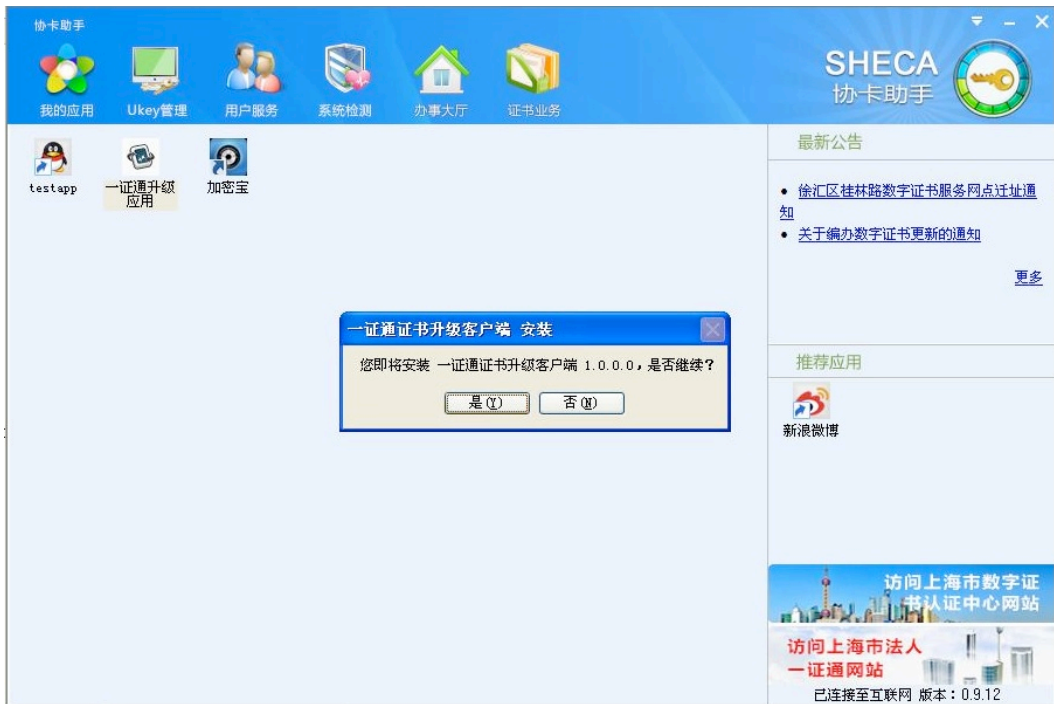 协卡助手
我的应用
Ukey管理
用户服务
系统检测
办事大厅
证书业务
SHECA
协卡助手
testapp
一证通升级
应用
加密宝
最新公告
徐汇区桂林路数字证书服务网点迁址通
知
关于编办数字证书更新的通知
更多
一证通证书升级客户端 安装
您即将安装 一证通证书升级客户端 1.0.0.0，是否继续？
是(Y)
否(N)
推荐应用
新浪微博
访问上海市数字证
书认证中心网站
访问上海市法人
一证通网站
已连接至互联网 版本：0.9.12